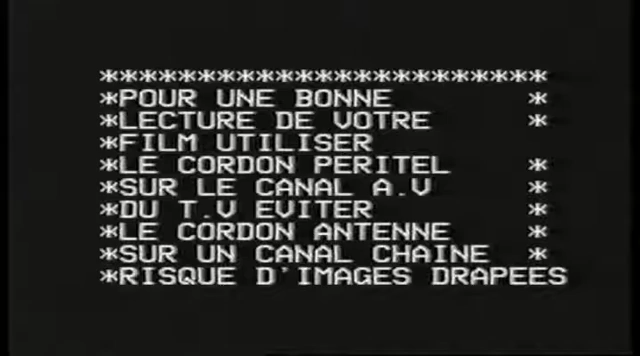 ***********************
*POUR UNE BONNE *
*LECTURE DE VOTRE *
*FILM UTILISER
*LE CORDON PERITEL *
*SUR LE CANAL A.V *
*DU T.V EVITER *
*LE CORDON ANTENNE *
*SUR UN CANAL CHAINE *
*RISQUE D'IMAGES DRAPEES